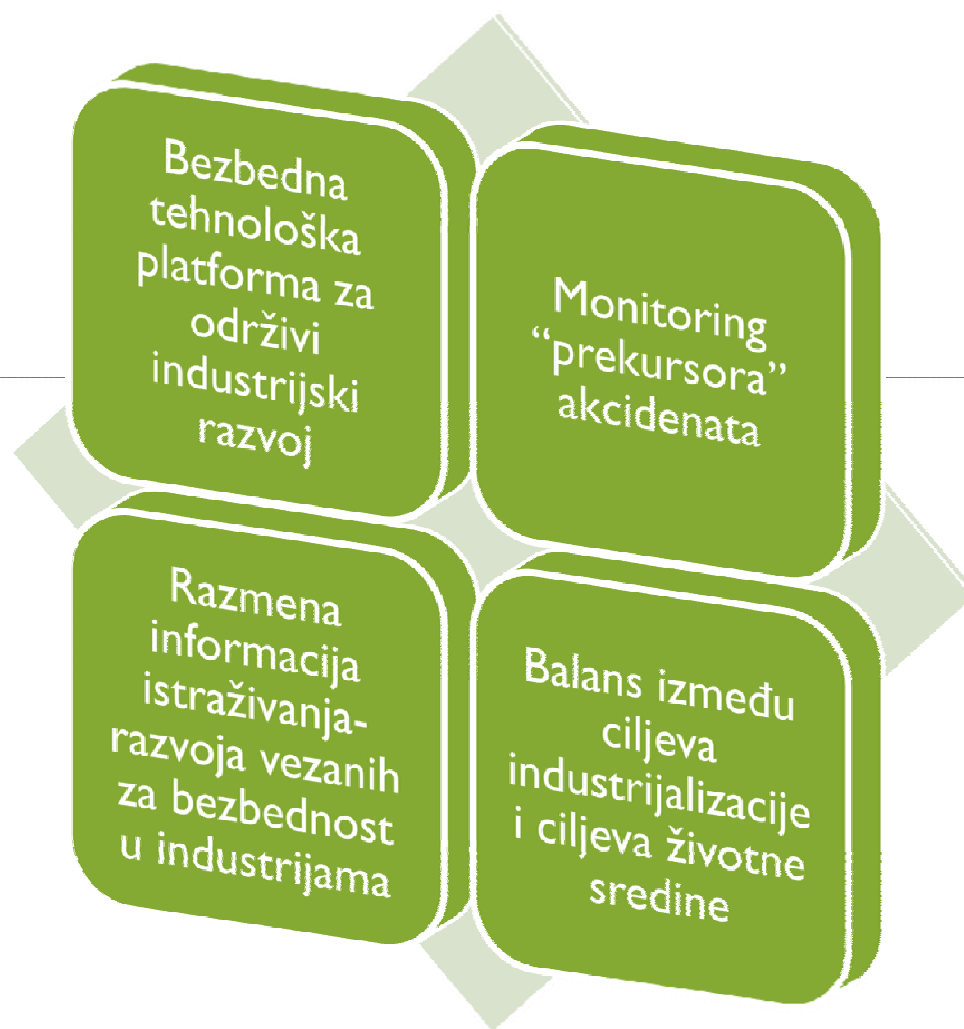 Bezbedna
tehnološka
platforma za
održivi
industrijski
razvoj
Monitoring
“prekursora”
akcidenata
Razmena
informacija
istraživanja-
razvoja vezanih
za bezbednost
u industrijama
Balans između
ciljeva
industrijalizacije
i ciljeva životne
sredine